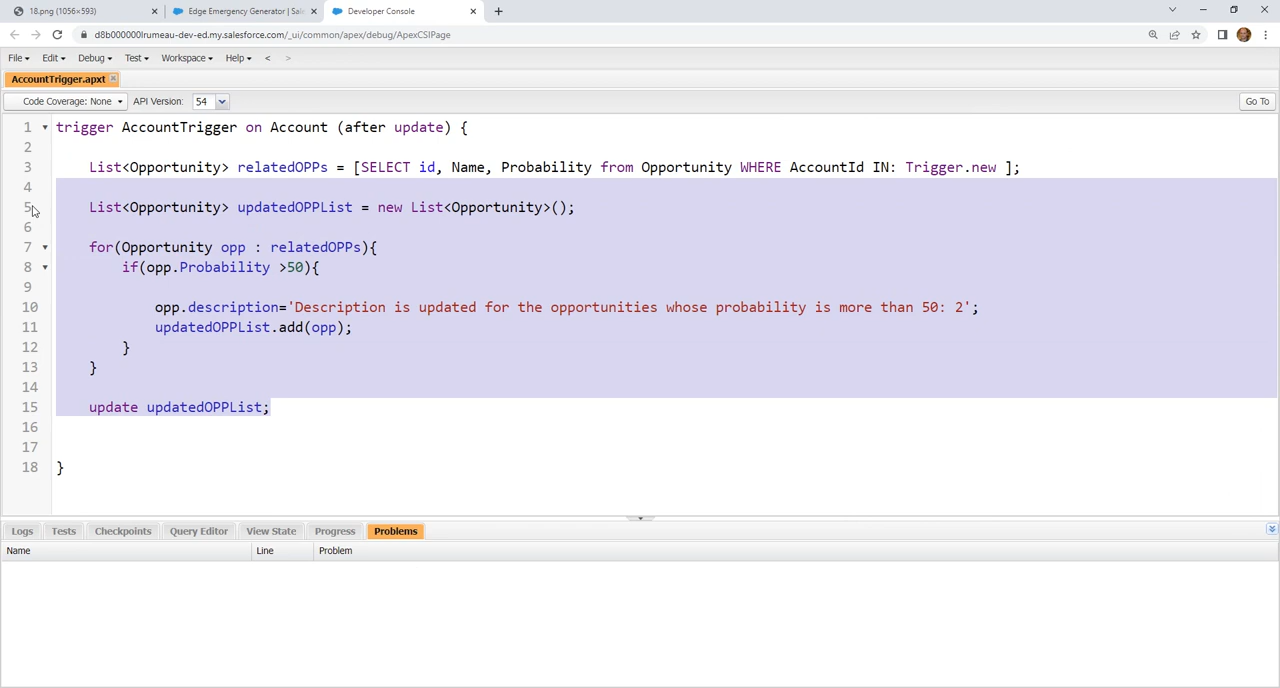 18.png (1056×593)
Edge Emergency Generator | Sal
Developer Console
d8b000000lrumeau-dev-ed.my.salesforce.com/_ui/common/apex/debug/ApexCSIPage
File Edit Debug Test Workspace Help < >
AccountTrigger.apxt
Code Coverage: None API Version: 54 Go To
1 trigger AccountTrigger on Account (after update) {
2
3 List<Opportunity> relatedOPPs = [SELECT id, Name, Probability from Opportunity WHERE AccountId IN: Trigger.new ];
4
5 List<Opportunity> updatedOPPList = new List<Opportunity>();
6
7 for(Opportunity opp : relatedOPPs){
8 if(opp.Probability >50){
9
10 opp.description='Description is updated for the opportunities whose probability is more than 50: 2';
11 updatedOPPList.add(opp);
12 }
13 }
14
15 update updatedOPPList;
16
17
18 }
Logs Tests Checkpoints Query Editor View State Progress Problems
Name Line Problem